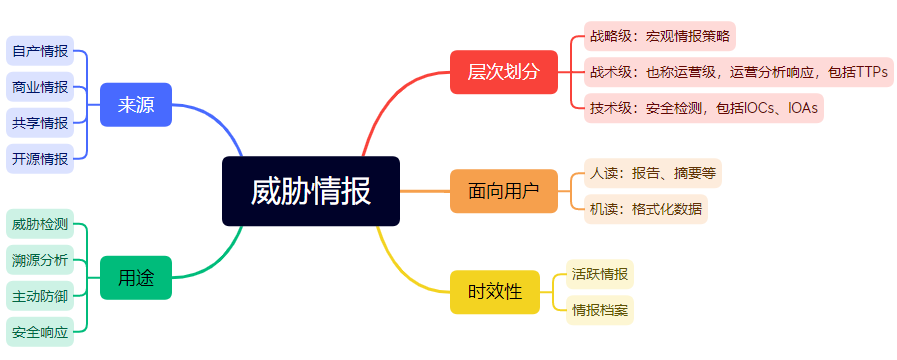 威胁情报
来源
自产情报
商业情报
共享情报
开源情报
用途
威胁检测
溯源分析
主动防御
安全响应
层次划分
战略级：宏观情报策略
战术级：也称运营级，运营分析响应，包括TTPs
技术级：安全检测，包括IOCs、IOAs
面向用户
人读：报告、摘要等
机读：格式化数据
时效性
活跃情报
情报档案